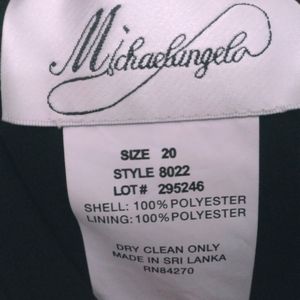 Michaelangelo
SIZE 20
STYLE 8022
LOT# 295246
SHELL: 100% POLYESTER
LINING: 100% POLYESTER
DRY CLEAN ONLY
MADE IN SRI LANKA
RN84270